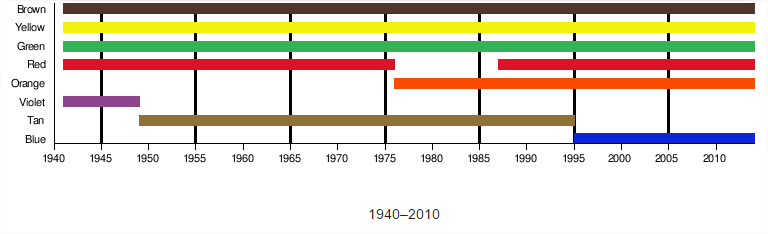 Brown
Yellow
Green
Red
Orange
Violet
Tan
Blue
1940 1945 1950 1955 1960 1965 1970 1975 1980 1985 1990 1995 2000 2005 2010
1940–2010